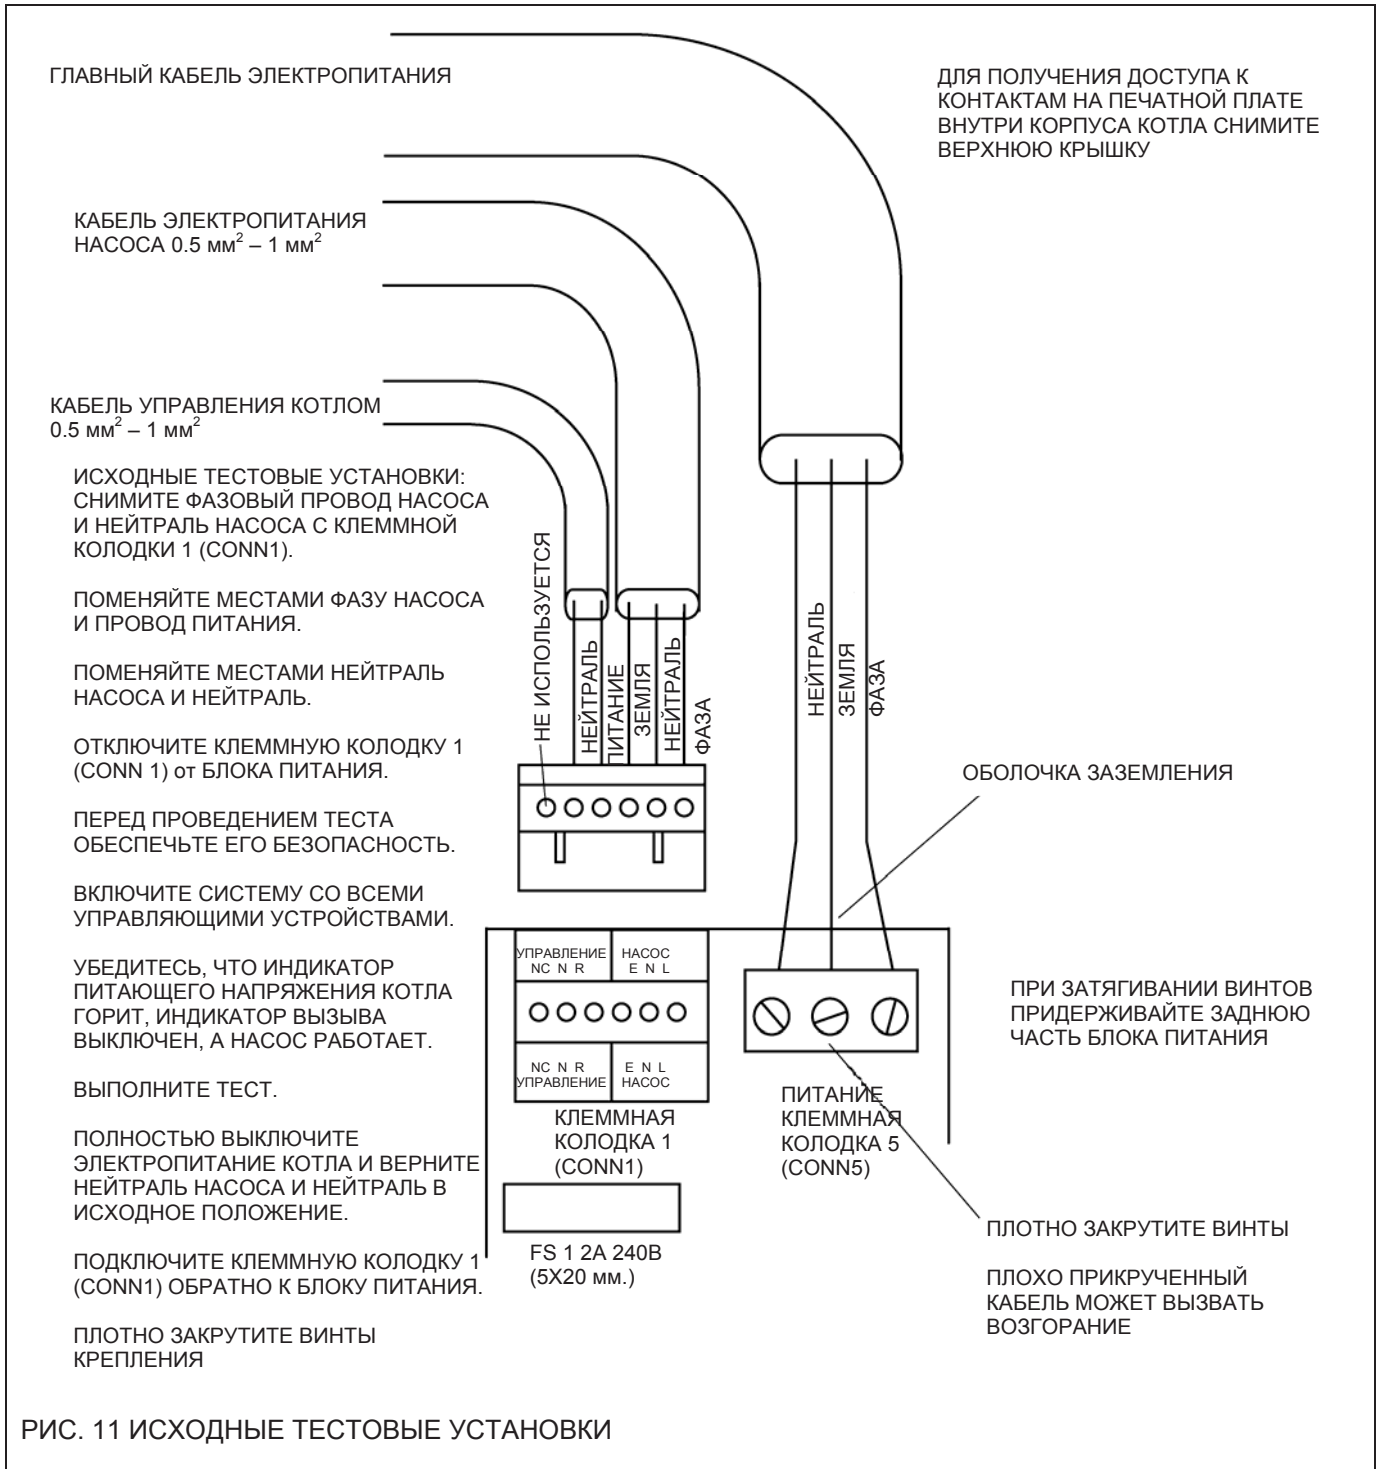 ГЛАВНЫЙ КАБЕЛЬ ЭЛЕКТРОПИТАНИЯ
ДЛЯ ПОЛУЧЕНИЯ ДОСТУПА К
КОНТАКТАМ НА ПЕЧАТНОЙ ПЛАТЕ
ВНУТРИ КОРПУСА КОТЛА СНИМИТЕ
ВЕРХНЮЮ КРЫШКУ
КАБЕЛЬ ЭЛЕКТРОПИТАНИЯ
НАСОСА 0.5 мм² – 1 мм²
КАБЕЛЬ УПРАВЛЕНИЯ КОТЛОМ
0.5 мм² – 1 мм²
ИСХОДНЫЕ ТЕСТОВЫЕ УСТАНОВКИ:
СНИМИТЕ ФАЗОВЫЙ ПРОВОД НАСОСА
И НЕЙТРАЛЬ НАСОСА С КЛЕММНОЙ
КОЛОДКИ 1 (CONN1).
ПОМЕНЯЙТЕ МЕСТАМИ ФАЗУ НАСОСА
И ПРОВОД ПИТАНИЯ.
ПОМЕНЯЙТЕ МЕСТАМИ НЕЙТРАЛЬ
НАСОСА И НЕЙТРАЛЬ.
ОТКЛЮЧИТЕ КЛЕММНУЮ КОЛОДКУ 1
(CONN 1) от БЛОКА ПИТАНИЯ.
ПЕРЕД ПРОВЕДЕНИЕМ ТЕСТА
ОБЕСПЕЧЬТЕ ЕГО БЕЗОПАСНОСТЬ.
ВКЛЮЧИТЕ СИСТЕМУ СО ВСЕМИ
УПРАВЛЯЮЩИМИ УСТРОЙСТВАМИ.
УБЕДИТЕСЬ, ЧТО ИНДИКАТОР
ПИТАЮЩЕГО НАПРЯЖЕНИЯ КОТЛА
ГОРИТ, ИНДИКАТОР ВЫЗЫВА
ВЫКЛЮЧЕН, А НАСОС РАБОТАЕТ.
ВЫПОЛНИТЕ ТЕСТ.
ПОЛНОСТЬЮ ВЫКЛЮЧИТЕ
ЭЛЕКТРОПИТАНИЕ КОТЛА И ВЕРНИТЕ
НЕЙТРАЛЬ НАСОСА И НЕЙТРАЛЬ В
ИСХОДНОЕ ПОЛОЖЕНИЕ.
ПОДКЛЮЧИТЕ КЛЕММНУЮ КОЛОДКУ 1
(CONN1) ОБРАТНО К БЛОКУ ПИТАНИЯ.
ПЛОТНО ЗАКРУТИТЕ ВИНТЫ
КРЕПЛЕНИЯ
НЕ ИСПОЛЬЗУЕТСЯ
НЕЙТРАЛЬ
ПИТАНИЕ
ЗЕМЛЯ
НЕЙТРАЛЬ
ФАЗА
НЕЙТРАЛЬ
ЗЕМЛЯ
ФАЗА
ОБОЛОЧКА ЗАЗЕМЛЕНИЯ
УПРАВЛЕНИЕ
NC N R
НАСОС
E N L
NC N R
УПРАВЛЕНИЕ
E N L
НАСОС
КЛЕММНАЯ
КОЛОДКА 1
(CONN1)
FS 1 2A 240В
(5X20 мм.)
ПИТАНИЕ
КЛЕММНАЯ
КОЛОДКА 5
(CONN5)
ПРИ ЗАТЯГИВАНИИ ВИНТОВ
ПРИДЕРЖИВАЙТЕ ЗАДНЮЮ
ЧАСТЬ БЛОКА ПИТАНИЯ
ПЛОТНО ЗАКРУТИТЕ ВИНТЫ
ПЛОХО ПРИКРУЧЕННЫЙ
КАБЕЛЬ МОЖЕТ ВЫЗВАТЬ
ВОЗГОРАНИЕ
РИС. 11 ИСХОДНЫЕ ТЕСТОВЫЕ УСТАНОВКИ